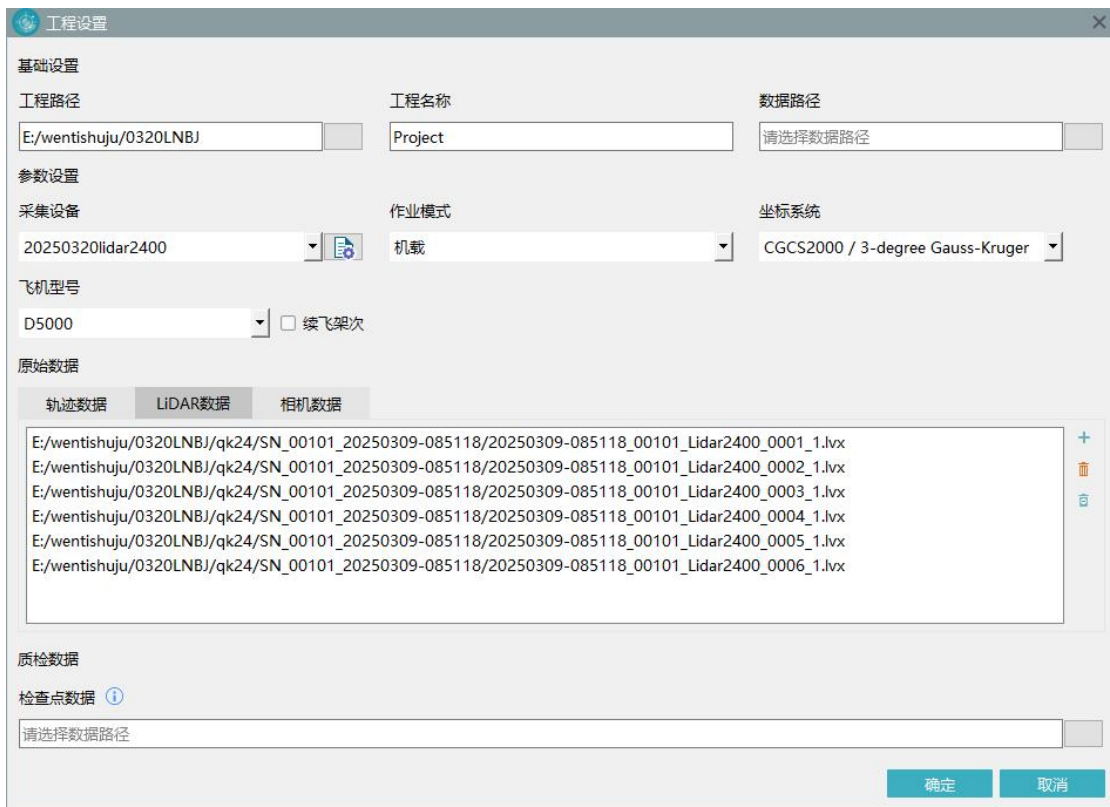 工程设置
基础设置
工程路径 工程名称 数据路径
E:/wentishuju/0320LNBJ Project 请选择数据路径
参数设置
采集设备 作业模式 坐标系统
20250320lidar2400 机载 CGCS2000 / 3-degree Gauss-Kruger
飞机型号
D5000 续飞架次
原始数据
轨迹数据 LiDAR数据 相机数据
E:/wentishuju/0320LNBJ/qk24/SN_00101_20250309-085118/20250309-085118_00101_Lidar2400_0001_1.lvx
E:/wentishuju/0320LNBJ/qk24/SN_00101_20250309-085118/20250309-085118_00101_Lidar2400_0002_1.lvx
E:/wentishuju/0320LNBJ/qk24/SN_00101_20250309-085118/20250309-085118_00101_Lidar2400_0003_1.lvx
E:/wentishuju/0320LNBJ/qk24/SN_00101_20250309-085118/20250309-085118_00101_Lidar2400_0004_1.lvx
E:/wentishuju/0320LNBJ/qk24/SN_00101_20250309-085118/20250309-085118_00101_Lidar2400_0005_1.lvx
E:/wentishuju/0320LNBJ/qk24/SN_00101_20250309-085118/20250309-085118_00101_Lidar2400_0006_1.lvx
质检数据
检查点数据
请选择数据路径
确定 取消